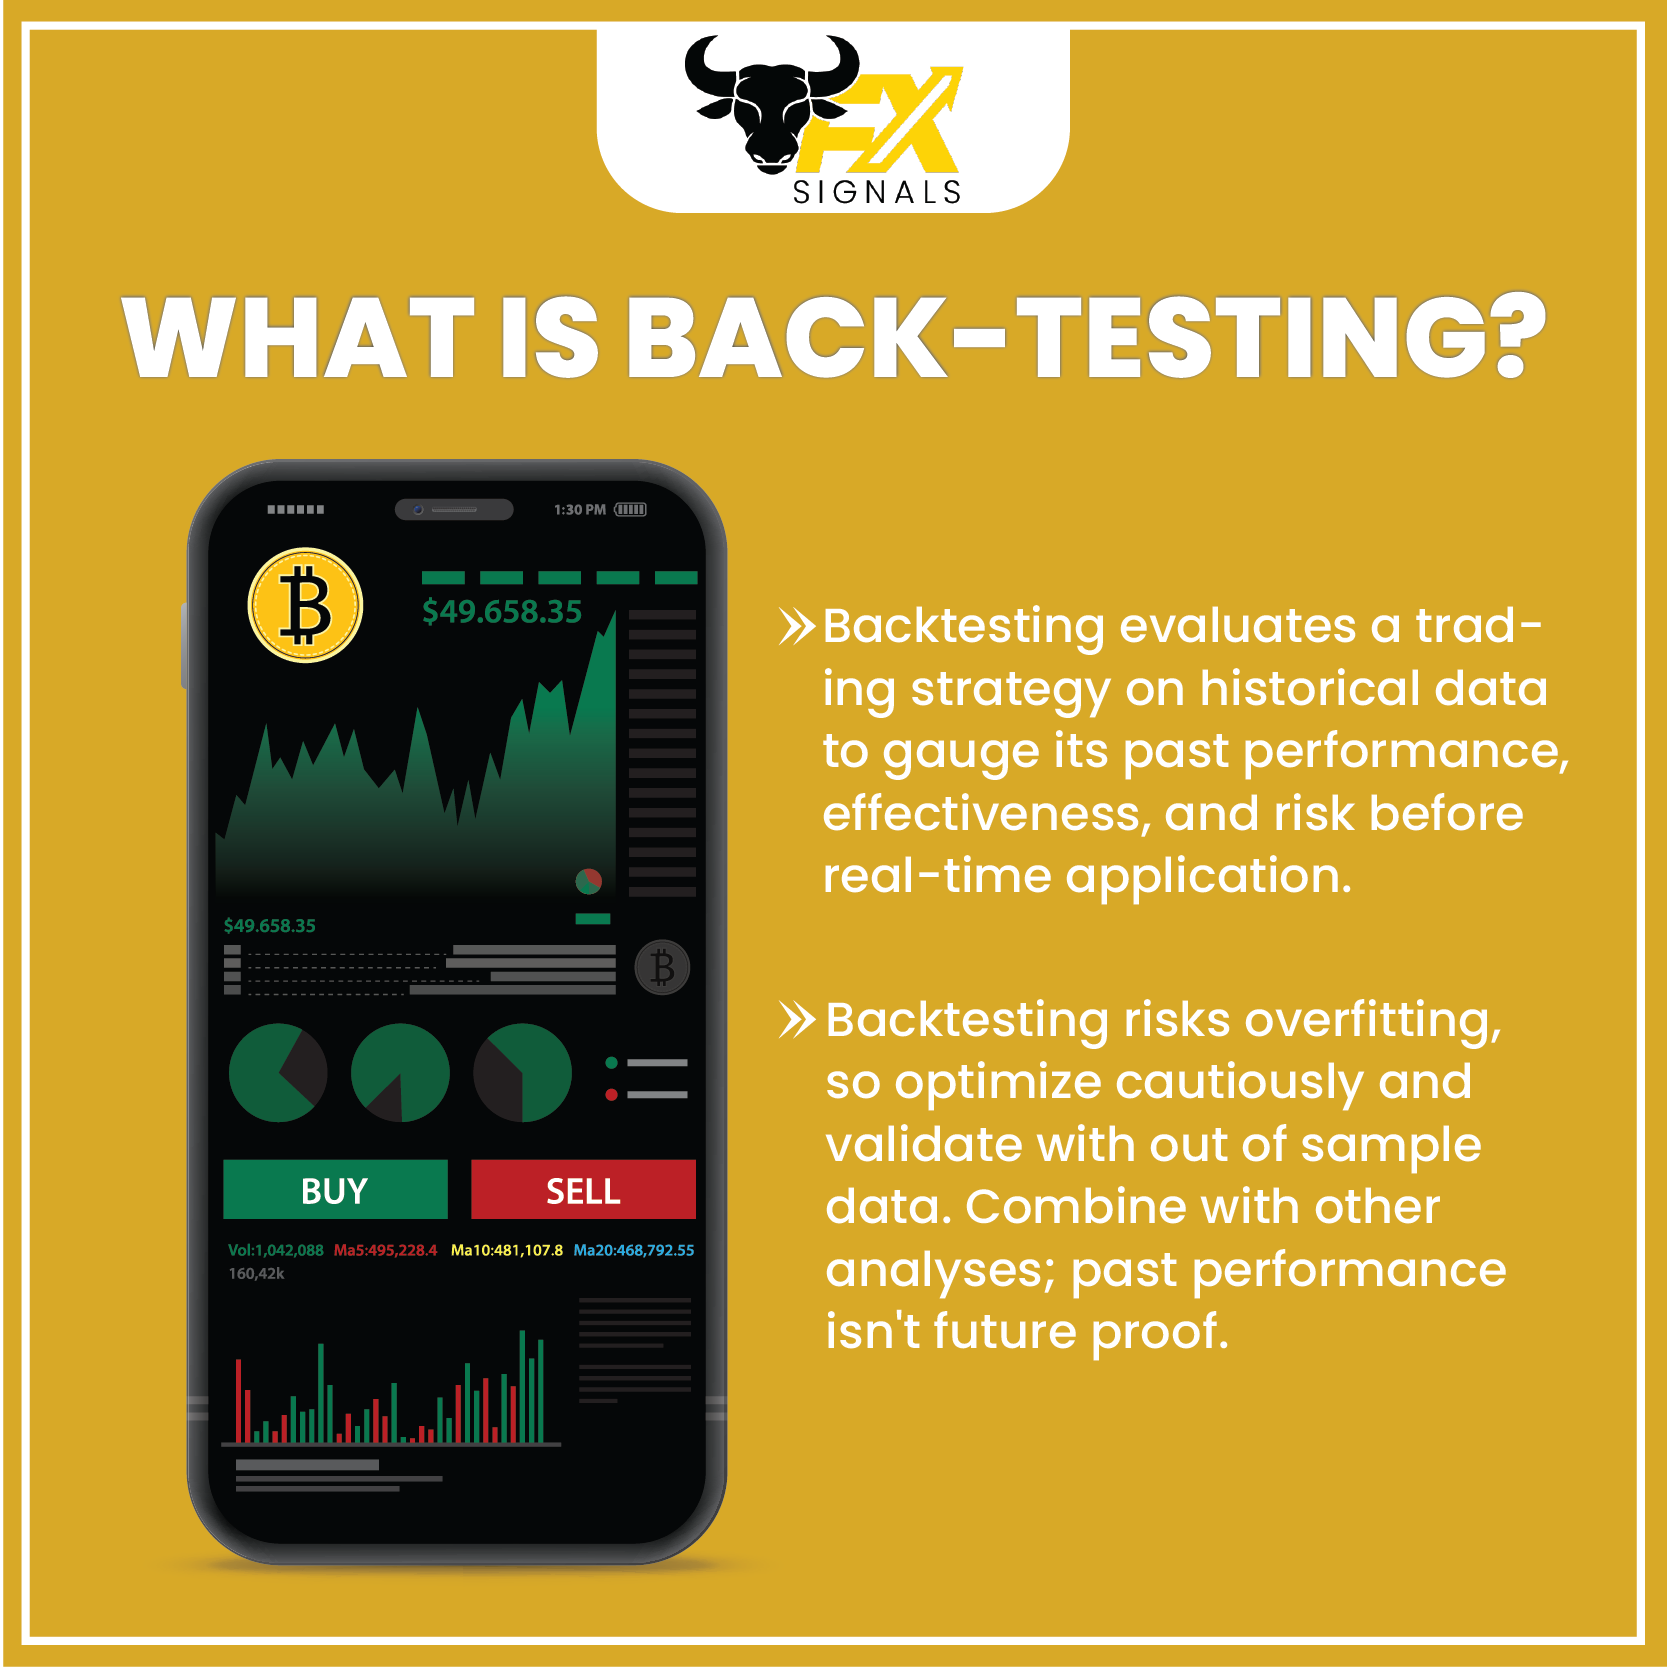 FX
SIGNALS
WHAT IS BACK-TESTING?
1:30 PM
$49.658.35
$49.658.35
BUY
SELL
Vol:1,042,088 Ma5:495,228.4 Ma10:481,107.8 Ma20:468,792.55
160,42k
Backtesting evaluates a trad-
ing strategy on historical data
to gauge its past performance,
effectiveness, and risk before
real-time application.
Backtesting risks overfitting,
so optimize cautiously and
validate with out of sample
data. Combine with other
analyses; past performance
isn't future proof.